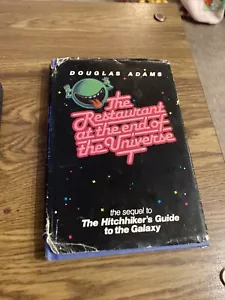 DOUGLAS ADAMS
The
Restaurant
at the end of
the Universe
the sequel to
The Hitchhiker's Guide
to the Galaxy